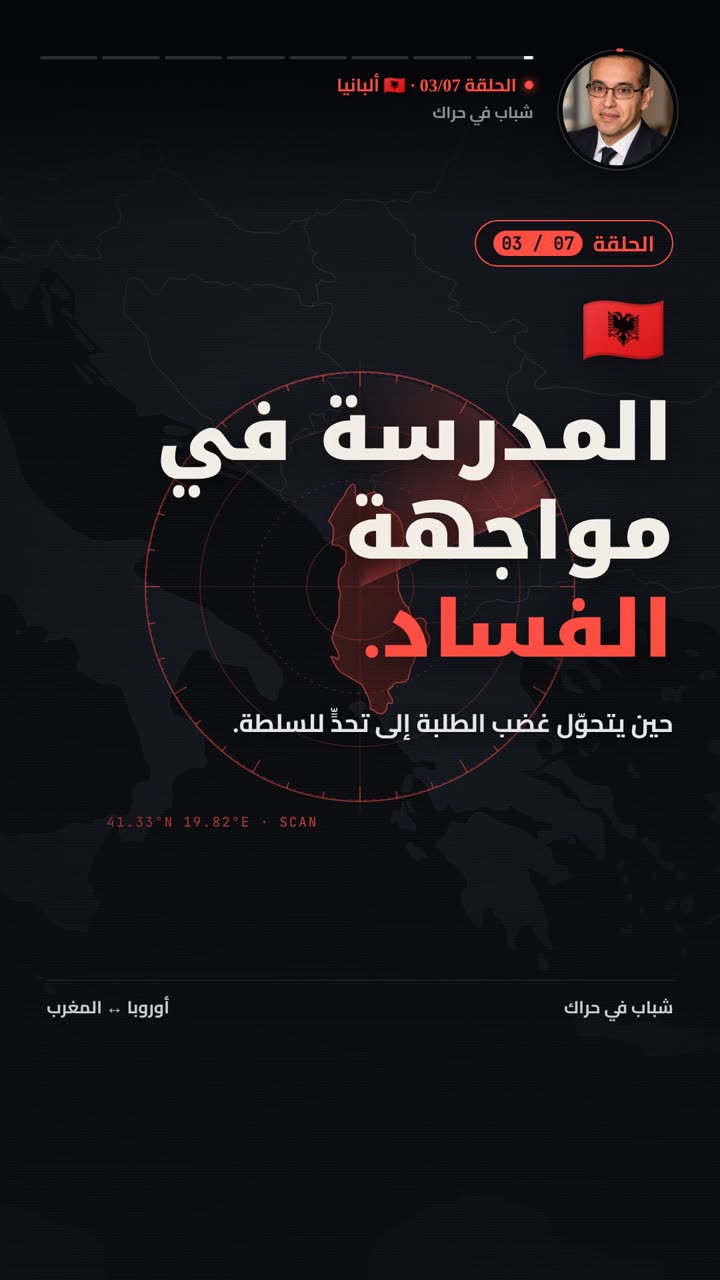 الحلقة 03/07 · 🇦🇱 ألبانيا
شباب في حراك
الحلقة 03 / 07
المدرسة في
مواجهة
الفساد.
حين يتحوّل غضب الطلبة إلى تحدٍّ للسلطة.
41.33°N 19.82°E · SCAN
شباب في حراك
أوروبا ↔ المغرب